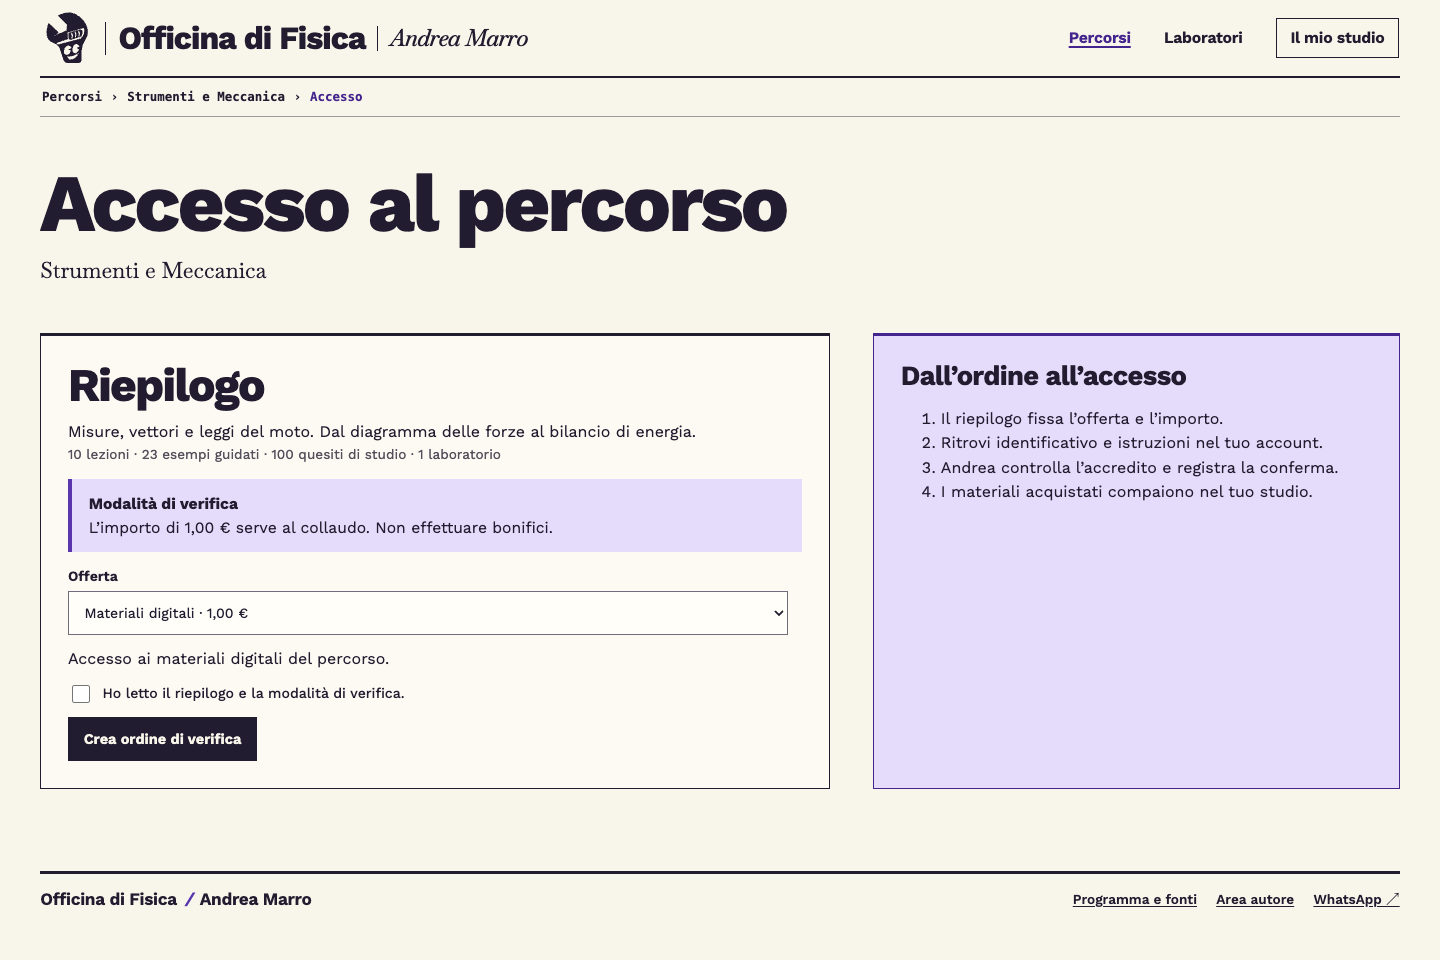 Officina di Fisica
Andrea Marro
Percorsi
Laboratori
Il mio studio
Percorsi › Strumenti e Meccanica › Accesso
Accesso al percorso
Strumenti e Meccanica
Riepilogo
Misure, vettori e leggi del moto. Dal diagramma delle forze al bilancio di energia.
10 lezioni · 23 esempi guidati · 100 quesiti di studio · 1 laboratorio
Modalità di verifica
L’importo di 1,00 € serve al collaudo. Non effettuare bonifici.
Offerta
Materiali digitali · 1,00 €
Accesso ai materiali digitali del percorso.
Ho letto il riepilogo e la modalità di verifica.
Crea ordine di verifica
Dall’ordine all’accesso
1. Il riepilogo fissa l’offerta e l’importo.
2. Ritrovi identificativo e istruzioni nel tuo account.
3. Andrea controlla l’accredito e registra la conferma.
4. I materiali acquistati compaiono nel tuo studio.
Officina di Fisica / Andrea Marro
Programma e fonti
Area autore
WhatsApp ↗